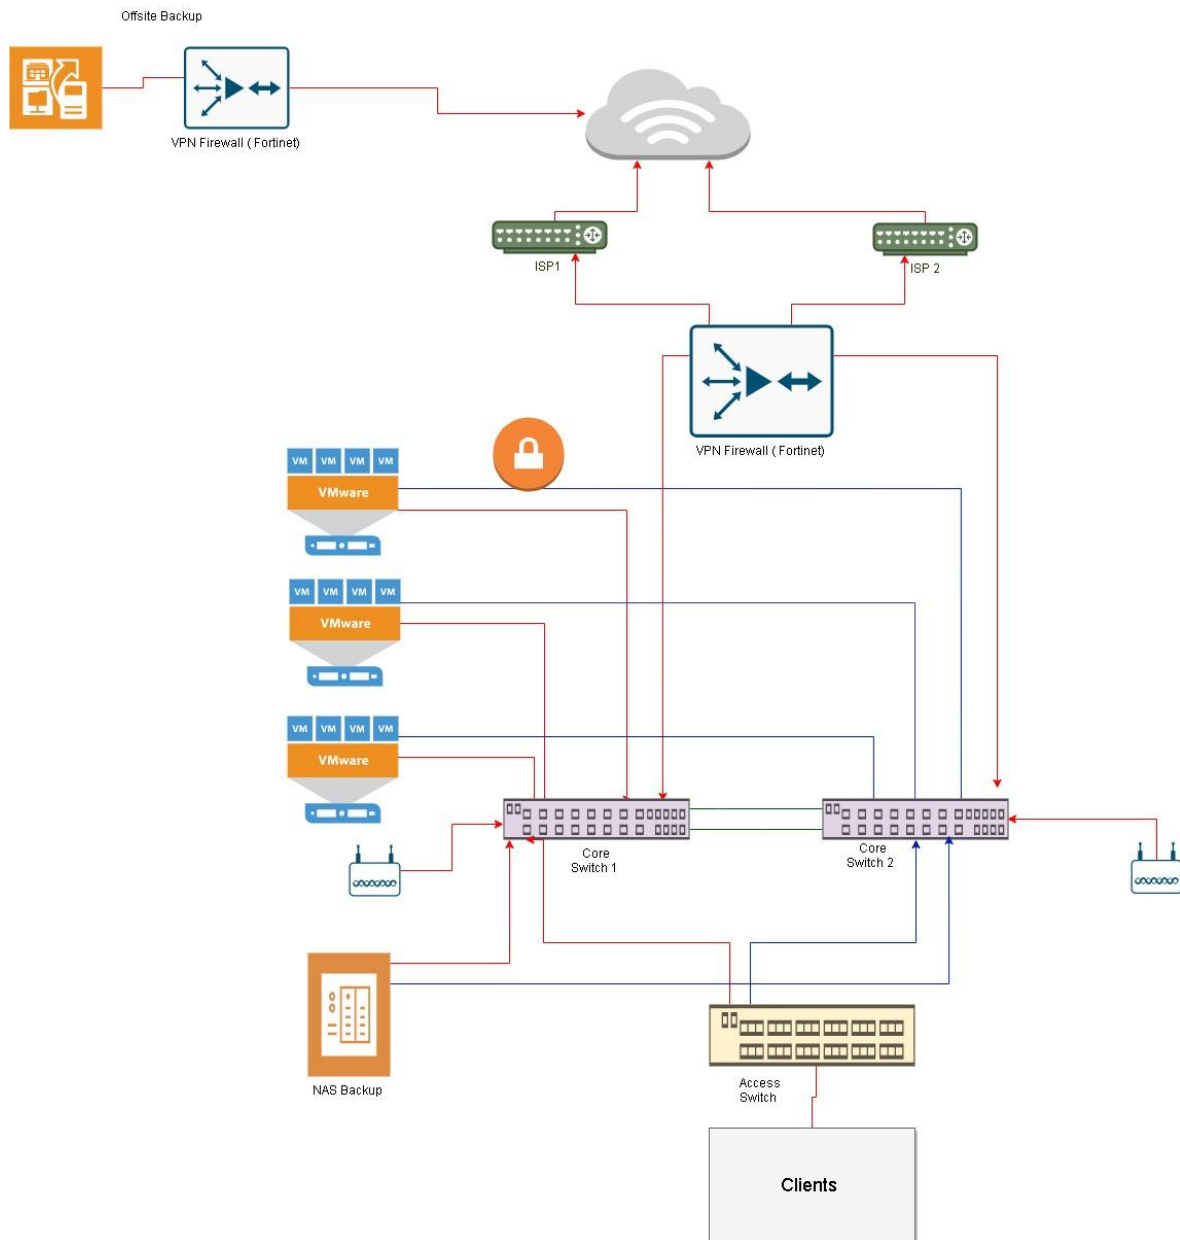 Offsite Backup
VPN Firewall ( Fortinet)
ISP1
ISP 2
VPN Firewall ( Fortinet)
VM VM VM VM
VMware
VM VM VM VM
VMware
VM VM VM VM
VMware
Core
Switch 1
Core
Switch 2
NAS Backup
Access
Switch
Clients